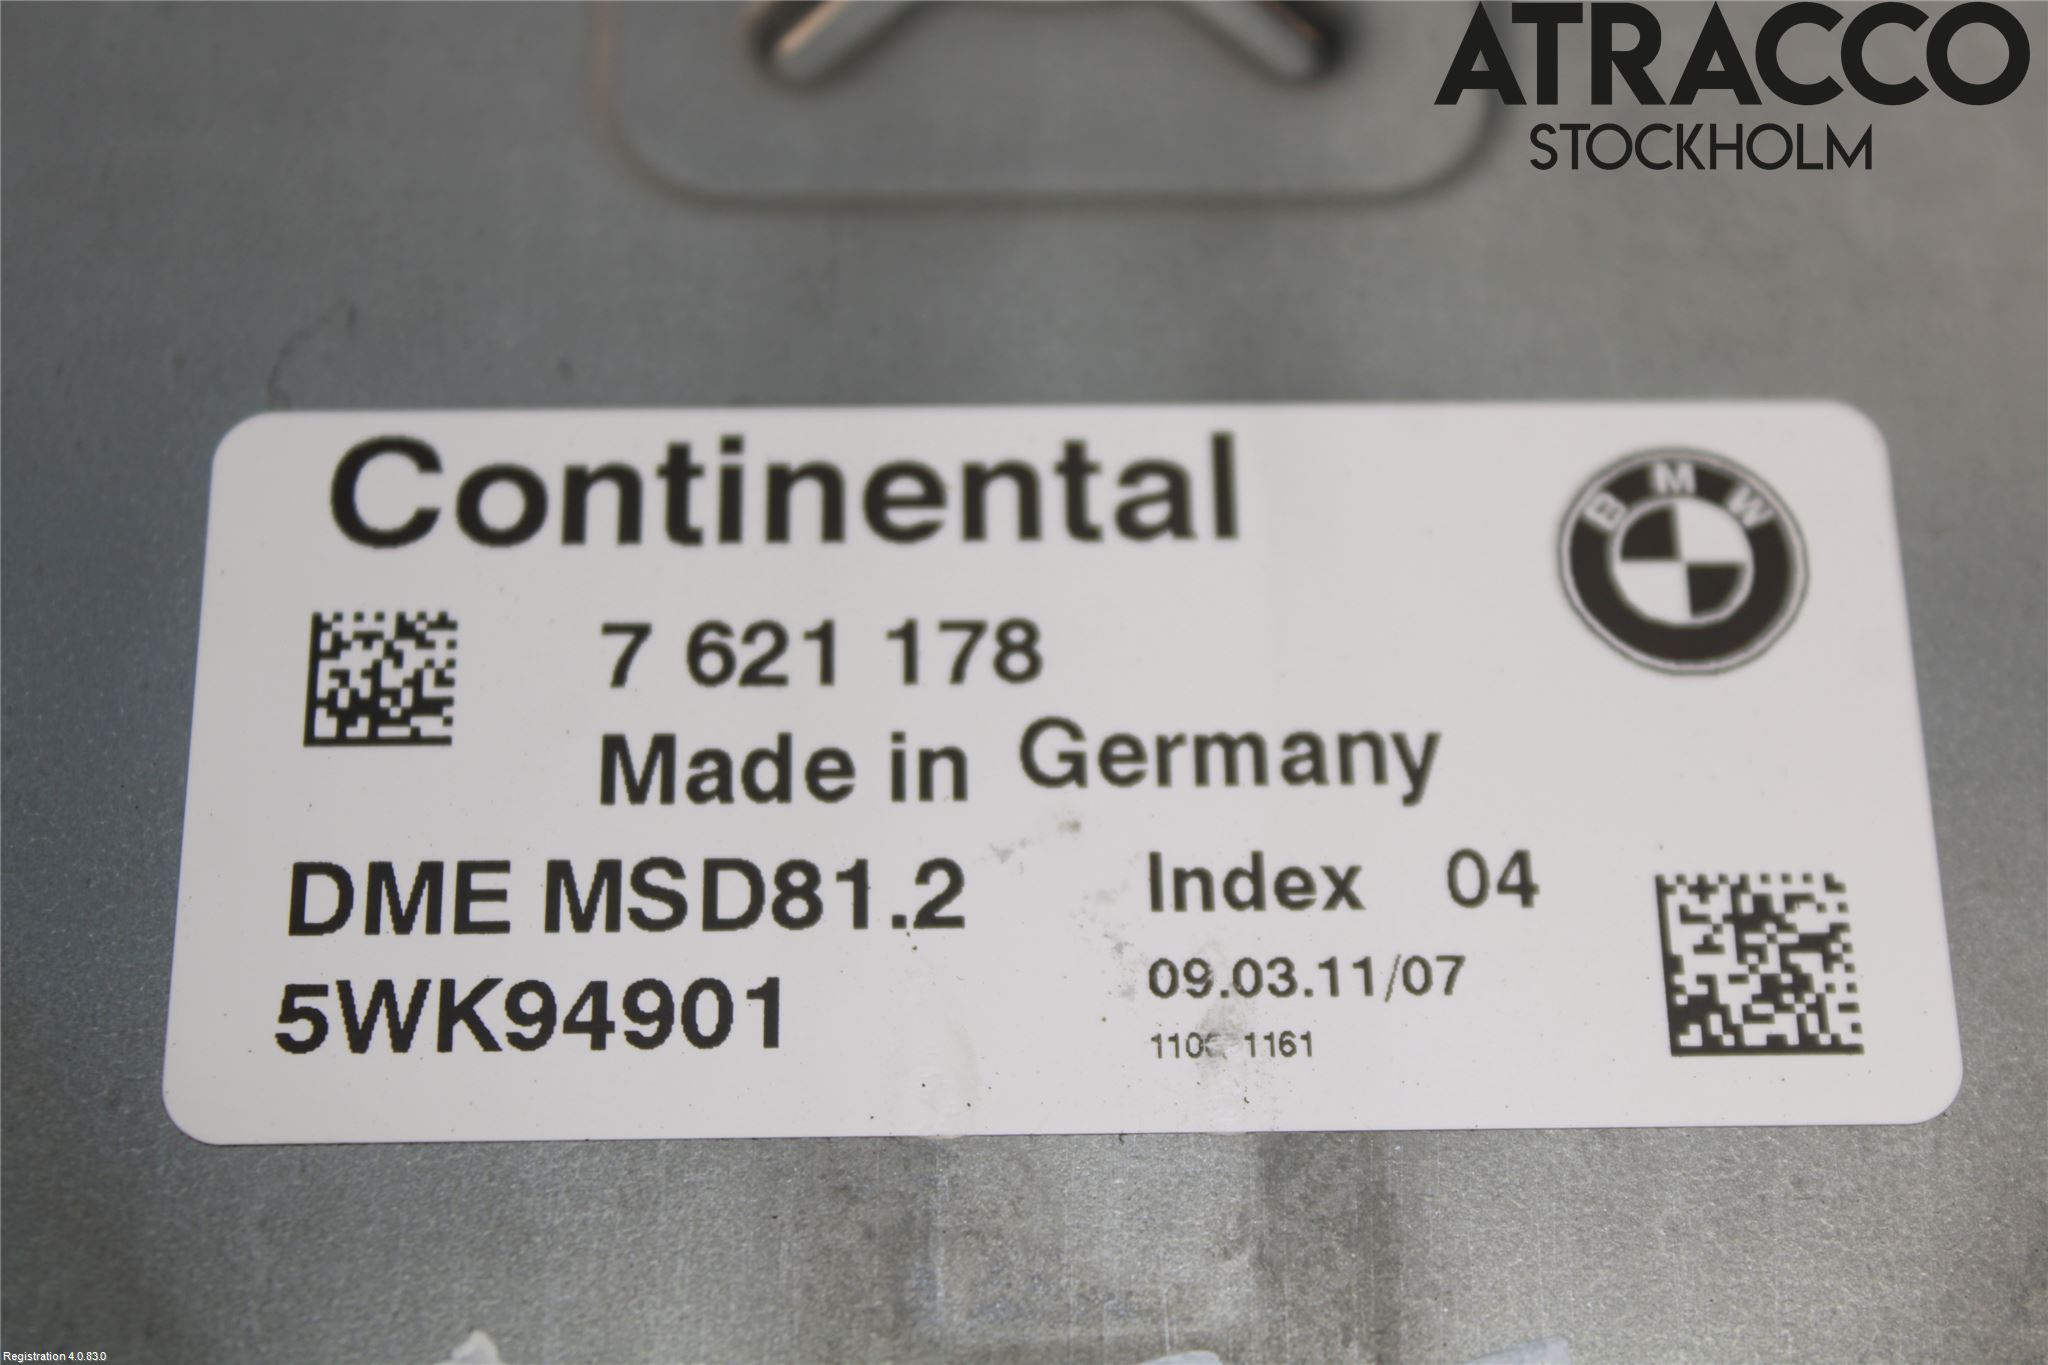 ATRACCO
STOCKHOLM
Continental
BMW
7 621 178
Made in Germany
DME MSD81.2
Index 04
5WK94901
09.03.11/07
1161
Registration 4.0.83.0